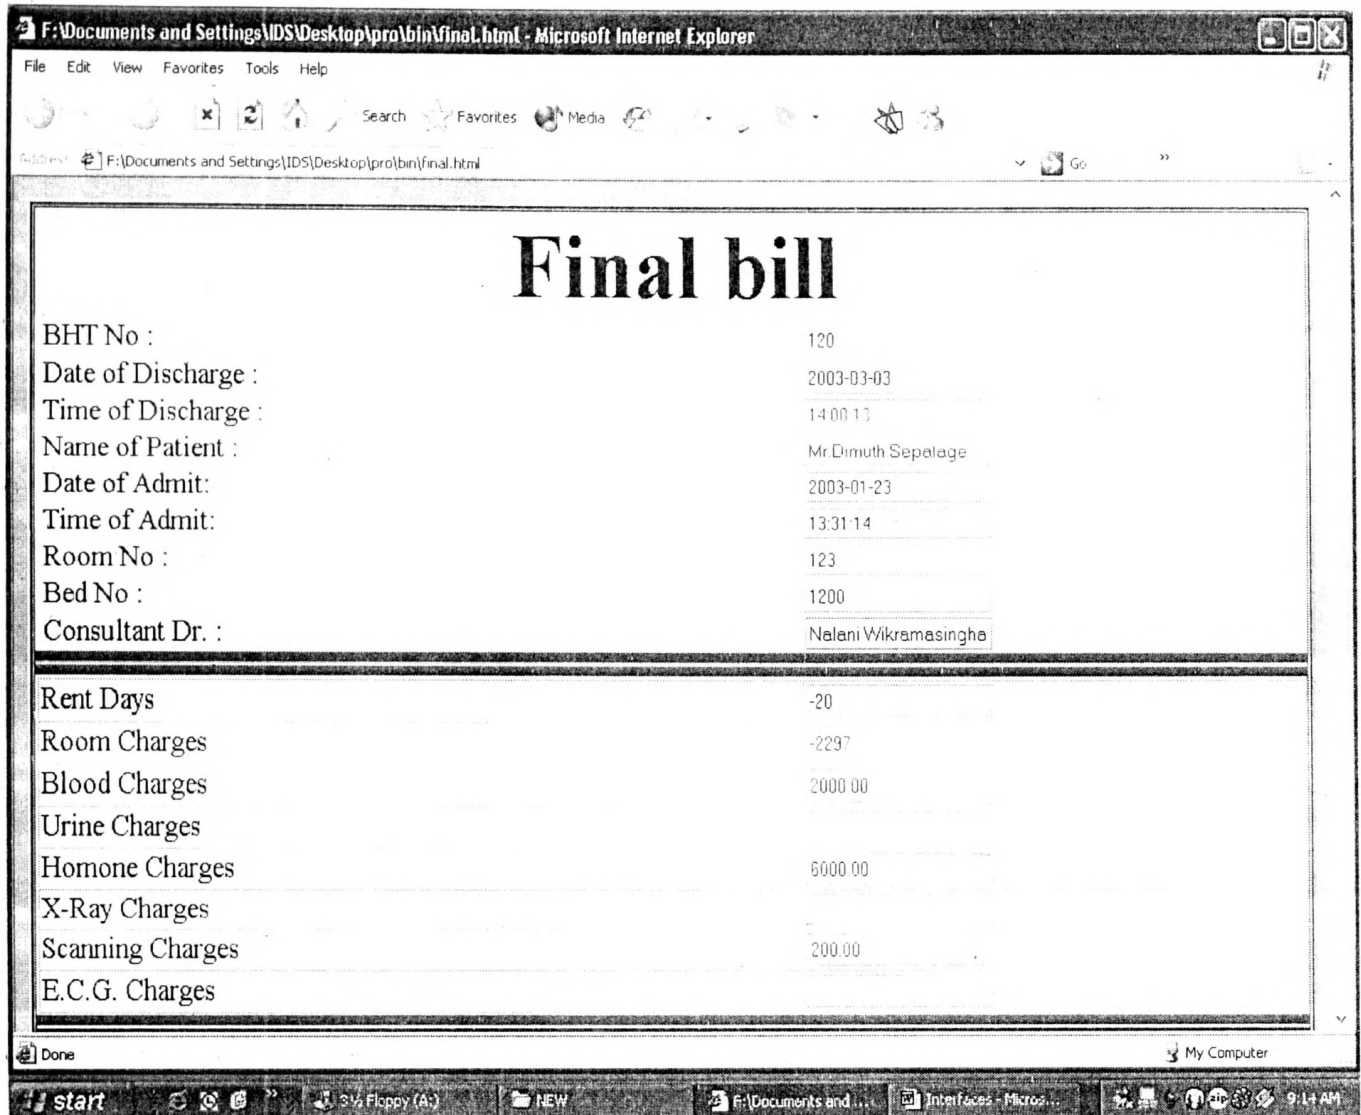 F:\Documents and Settings\IDS\Desktop\pro\bin\final.html - Microsoft Internet Explorer
File Edit View Favorites Tools Help
Search Favorites Media
Address F:\Documents and Settings\IDS\Desktop\pro\bin\final.html Go »
Final bill
BHT No : 120
Date of Discharge : 2003-03-03
Time of Discharge : 14:00:13
Name of Patient : Mr.Dimuth Sepalage
Date of Admit: 2003-01-23
Time of Admit: 13:31:14
Room No : 123
Bed No : 1200
Consultant Dr. : Nalani Wikramasingha
Rent Days -20
Room Charges -2297
Blood Charges 2000.00
Urine Charges
Homone Charges 6000.00
X-Ray Charges
Scanning Charges 200.00
E.C.G. Charges
Done My Computer
start » 3½ Floppy (A:) NEW F:\Documents and ... Interfaces - Micros... 9:14 AM